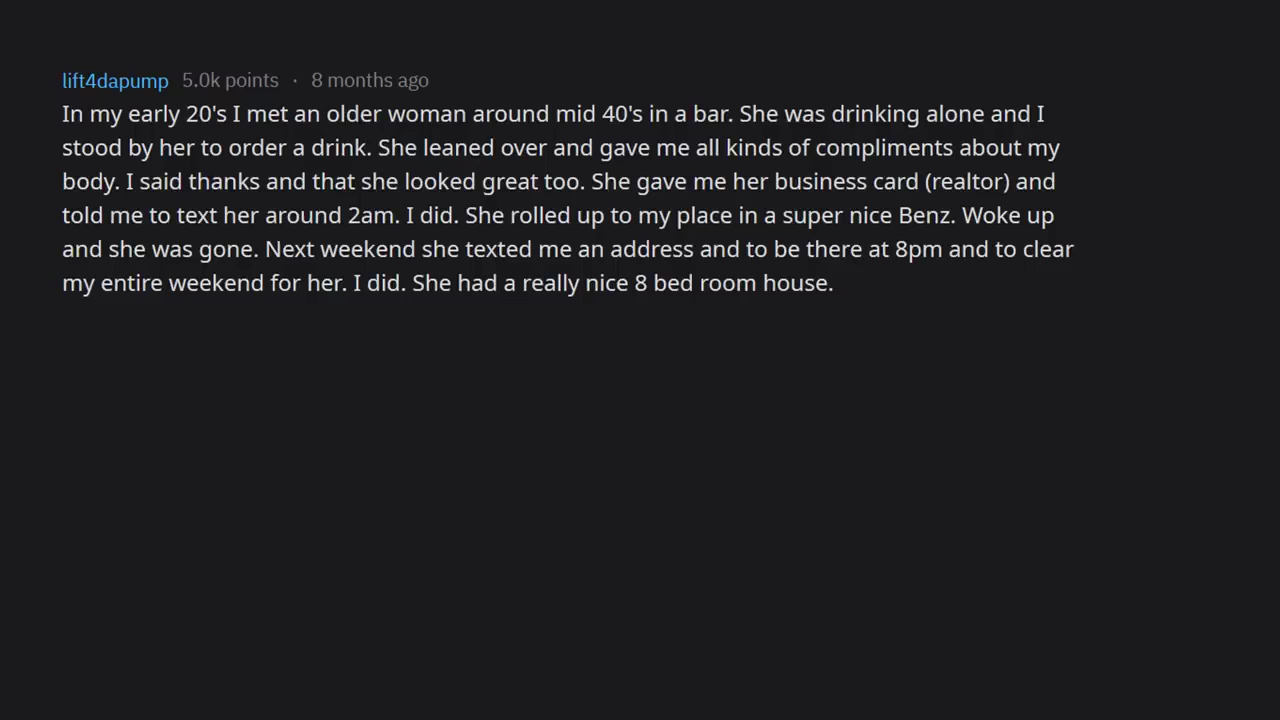 lift4dapump 5.0k points · 8 months ago
In my early 20's I met an older woman around mid 40's in a bar. She was drinking alone and I
stood by her to order a drink. She leaned over and gave me all kinds of compliments about my
body. I said thanks and that she looked great too. She gave me her business card (realtor) and
told me to text her around 2am. I did. She rolled up to my place in a super nice Benz. Woke up
and she was gone. Next weekend she texted me an address and to be there at 8pm and to clear
my entire weekend for her. I did. She had a really nice 8 bed room house.